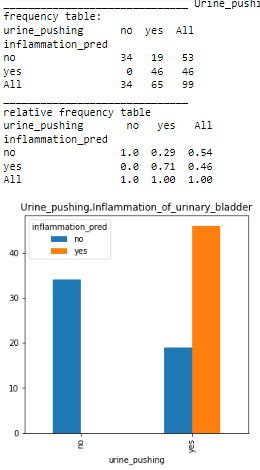 Urine_pushi
frequency table:
urine_pushing no yes All
inflammation_pred
no 34 19 53
yes 0 46 46
All 34 65 99
relative frequency table
urine_pushing no yes All
inflammation_pred
no 1.0 0.29 0.54
yes 0.0 0.71 0.46
All 1.0 1.00 1.00
Urine_pushing,Inflammation_of_urinary_bladder
inflammation_pred
no
yes
40
30
20
10
0
no
yes
urine_pushing